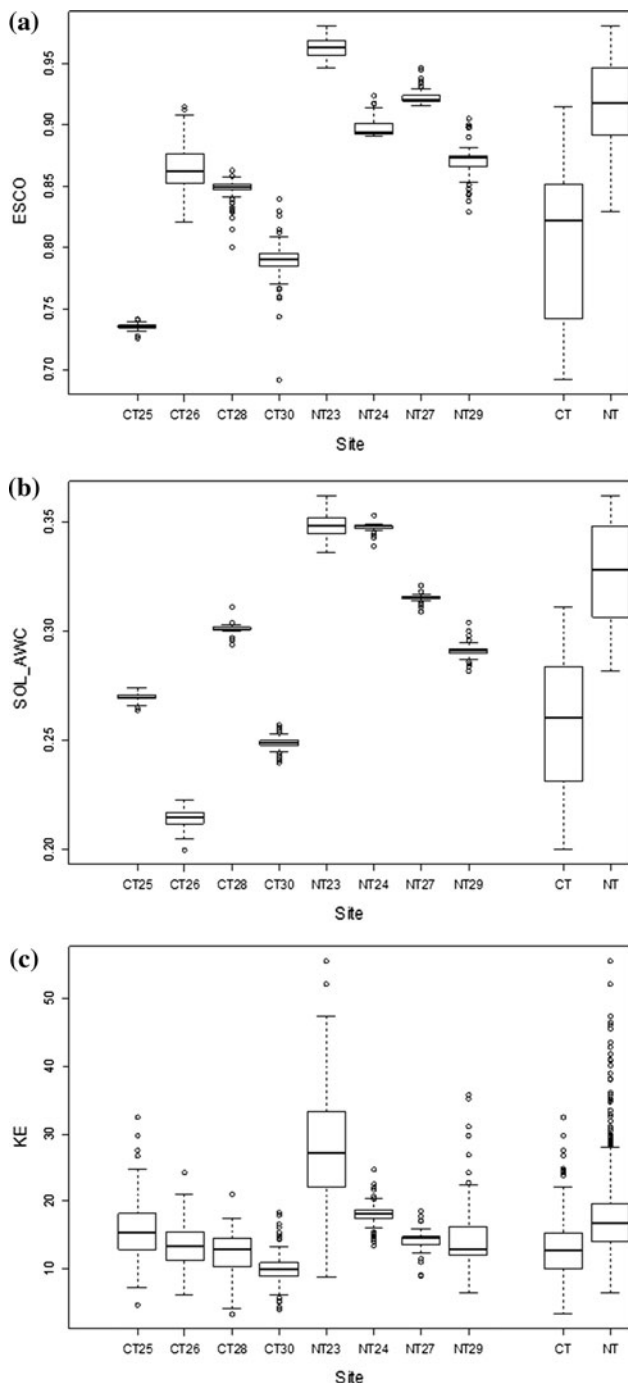 (a)
ESCO
0.95
0.90
0.85
0.80
0.75
0.70
CT25 CT26 CT28 CT30 NT23 NT24 NT27 NT29 CT NT
Site
(b)
SOL_AWC
0.35
0.30
0.25
0.20
CT25 CT26 CT28 CT30 NT23 NT24 NT27 NT29 CT NT
Site
(c)
KE
50
40
30
20
10
CT25 CT26 CT28 CT30 NT23 NT24 NT27 NT29 CT NT
Site